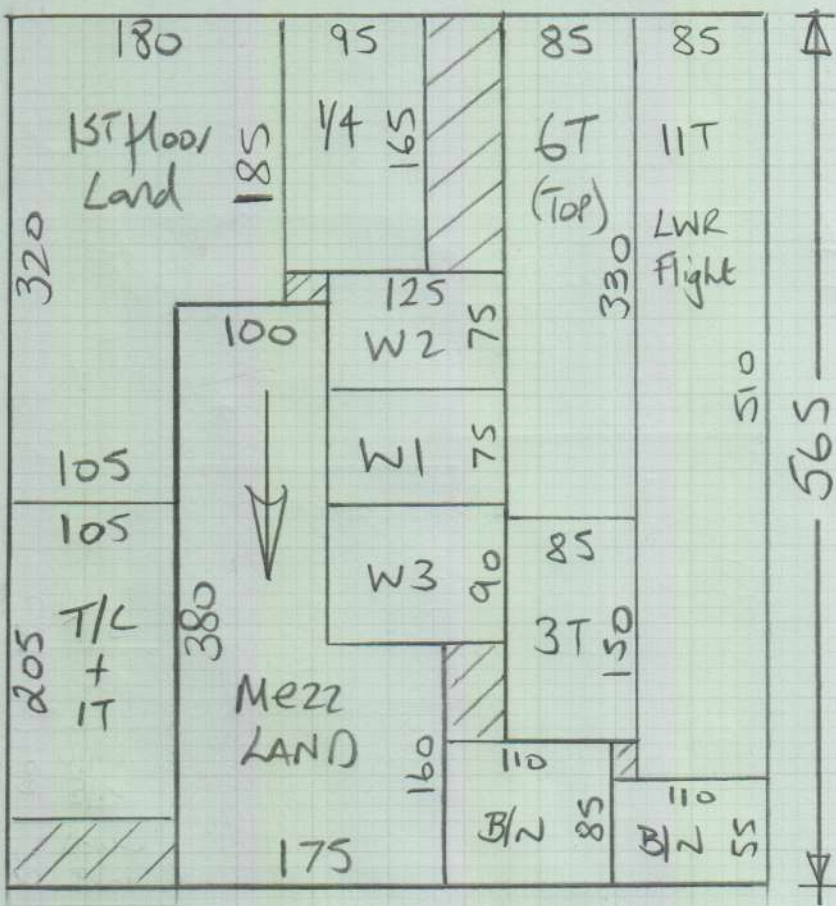 180
1ST floor
Land
185
320
105
95
1/4
165
85
6T
(TOP)
330
85
11T
LWR
Flight
510
565
125
W2
75
100
W1
75
W3
90
105
T/C
+
1T
205
380
Mezz
LAND
160
175
85
3T
150
110
B/N
85
110
B/N
55